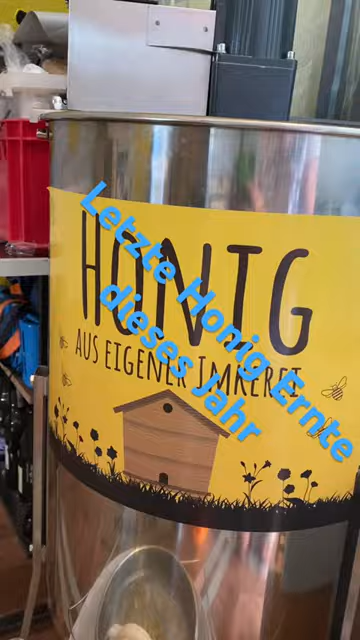 HONIG
AUS EIGENER IMKEREI
Letzte Honig Ernte
dieses Jahr